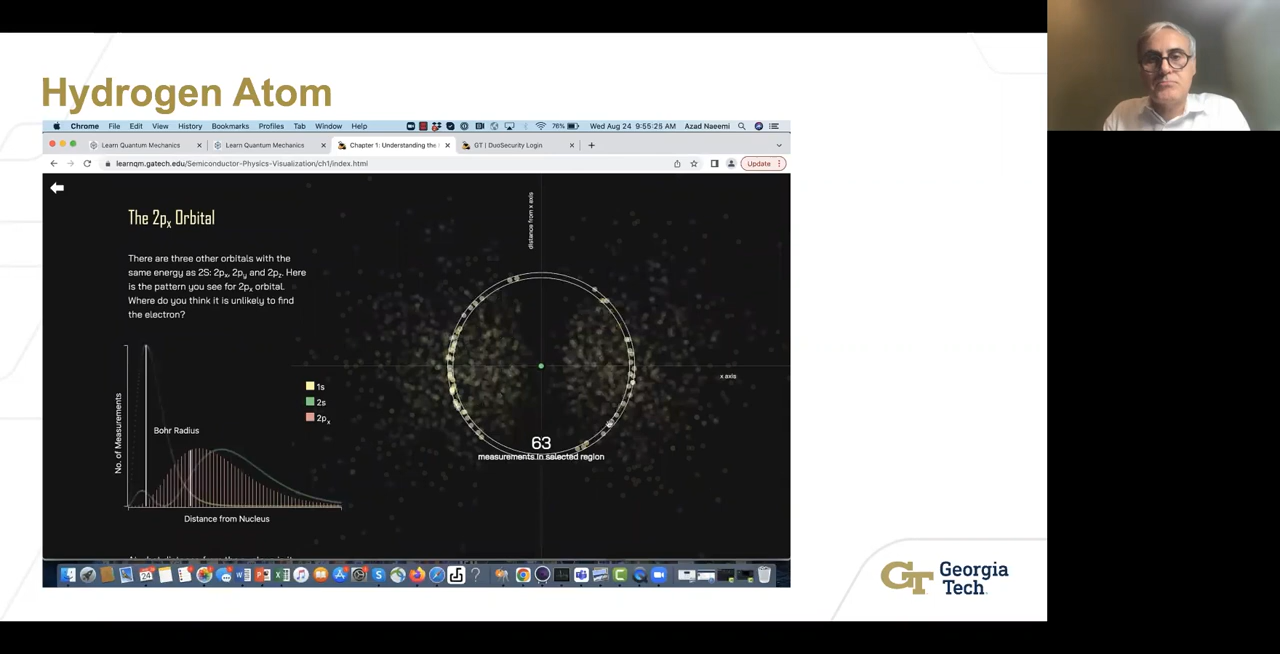 Hydrogen Atom
Chrome File Edit View History Bookmarks Profiles Tab Window Help 76% Wed Aug 24 9:55:25 AM Azad Naeemi
Learn Quantum Mechanics Learn Quantum Mechanics Chapter 1: Understanding the GT | DuoSecurity Login
learnqm.gatech.edu/Semiconductor-Physics-Visualization/ch1/index.html Update
The 2px Orbital
There are three other orbitals with the
same energy as 2S: 2px, 2py and 2pz. Here
is the pattern you see for 2px orbital.
Where do you think it is unlikely to find
the electron?
No. of Measurements
Bohr Radius
1s
2s
2px
Distance from Nucleus
distance from x axis
x axis
63
measurements in selected region
GT Georgia
Tech